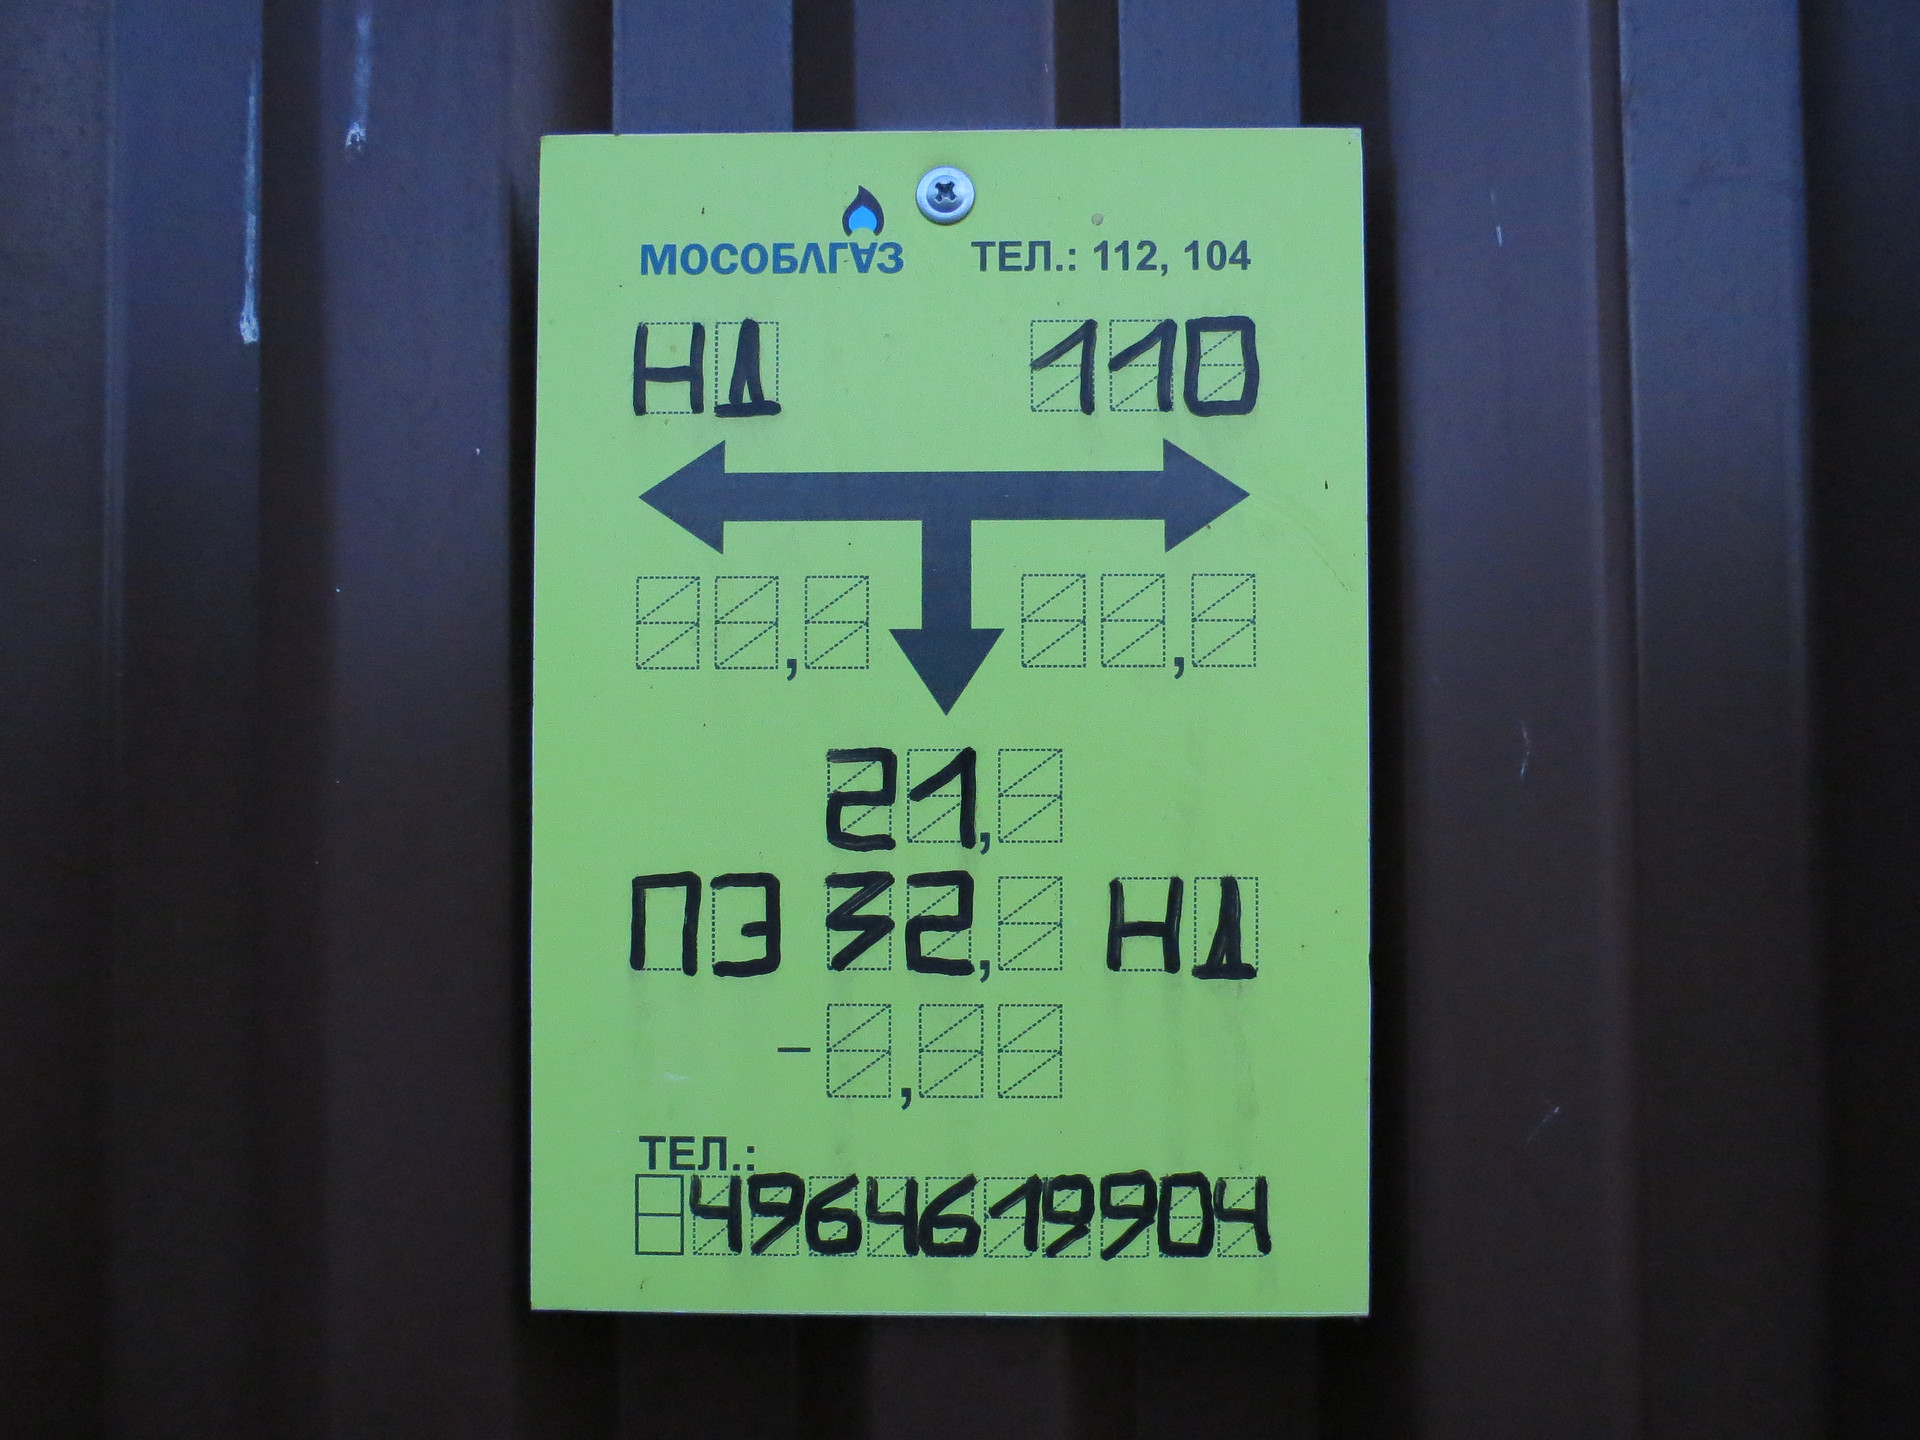 МОСОБЛГАЗ ТЕЛ.: 112, 104
НД 110
21,
ПЭ 32, НД
ТЕЛ.:
4964619904